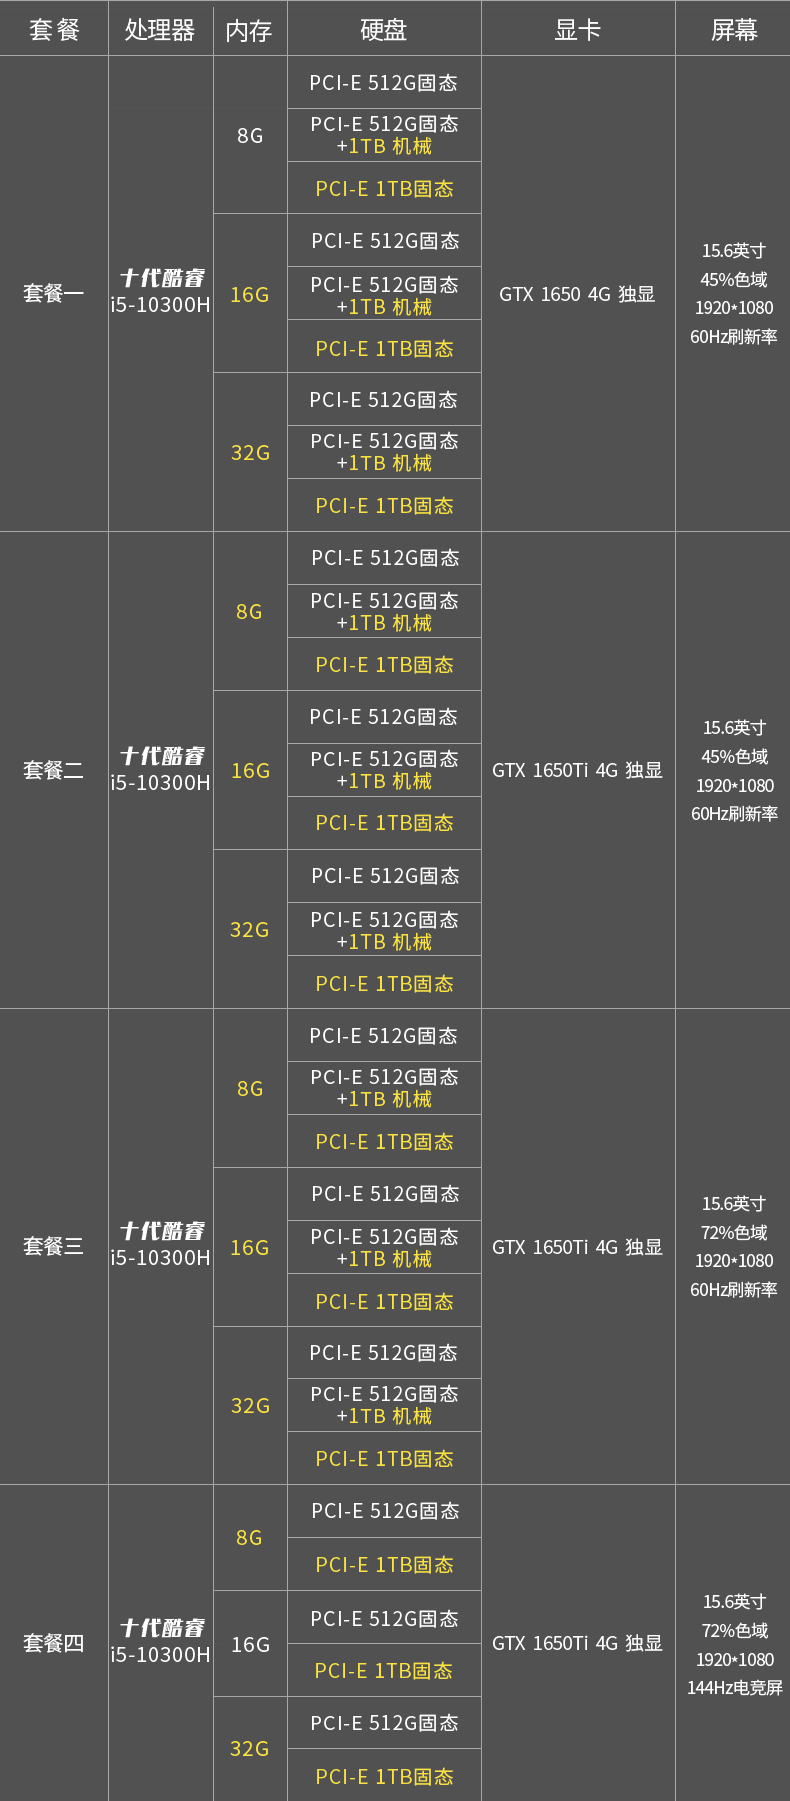 套餐 处理器 内存 硬盘 显卡 屏幕
套餐一
十代酷睿
i5-10300H
8G
PCI-E 512G固态
PCI-E 512G固态
+1TB 机械
PCI-E 1TB固态
16G
PCI-E 512G固态
PCI-E 512G固态
+1TB 机械
PCI-E 1TB固态
32G
PCI-E 512G固态
PCI-E 512G固态
+1TB 机械
PCI-E 1TB固态
GTX 1650 4G 独显
15.6英寸
45%色域
1920*1080
60Hz刷新率
套餐二
十代酷睿
i5-10300H
8G
PCI-E 512G固态
PCI-E 512G固态
+1TB 机械
PCI-E 1TB固态
16G
PCI-E 512G固态
PCI-E 512G固态
+1TB 机械
PCI-E 1TB固态
32G
PCI-E 512G固态
PCI-E 512G固态
+1TB 机械
PCI-E 1TB固态
GTX 1650Ti 4G 独显
15.6英寸
45%色域
1920*1080
60Hz刷新率
套餐三
十代酷睿
i5-10300H
8G
PCI-E 512G固态
PCI-E 512G固态
+1TB 机械
PCI-E 1TB固态
16G
PCI-E 512G固态
PCI-E 512G固态
+1TB 机械
PCI-E 1TB固态
32G
PCI-E 512G固态
PCI-E 512G固态
+1TB 机械
PCI-E 1TB固态
GTX 1650Ti 4G 独显
15.6英寸
72%色域
1920*1080
60Hz刷新率
套餐四
十代酷睿
i5-10300H
8G
PCI-E 512G固态
PCI-E 1TB固态
16G
PCI-E 512G固态
PCI-E 1TB固态
32G
PCI-E 512G固态
PCI-E 1TB固态
GTX 1650Ti 4G 独显
15.6英寸
72%色域
1920*1080
144Hz电竞屏